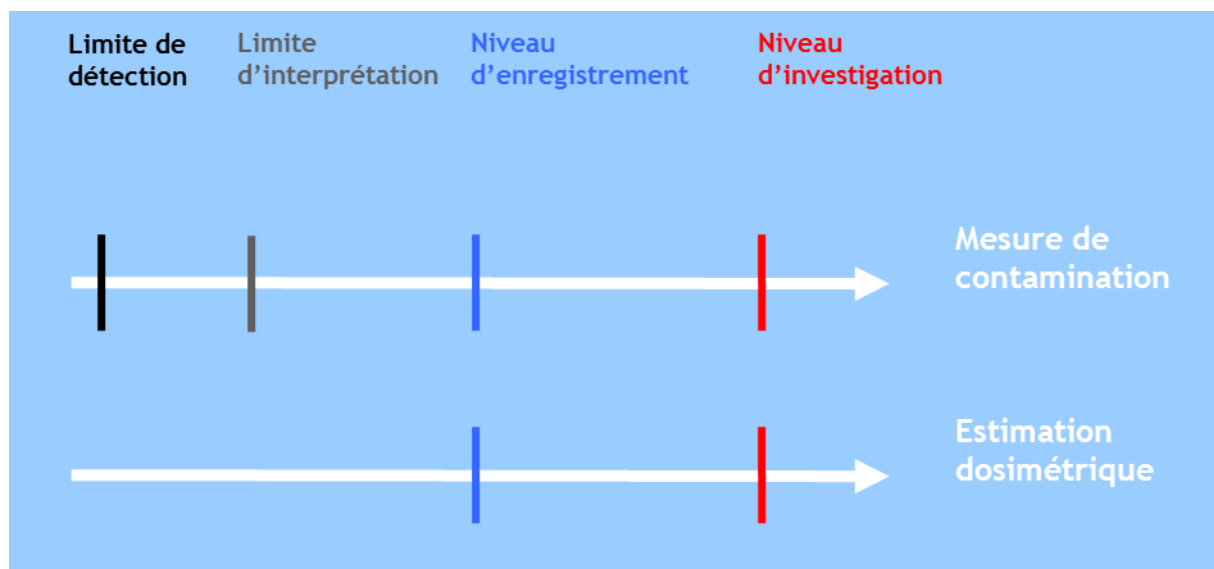 Limite de
détection
Limite
d’interprétation
Niveau
d’enregistrement
Niveau
d’investigation
Mesure de
contamination
Estimation
dosimétrique